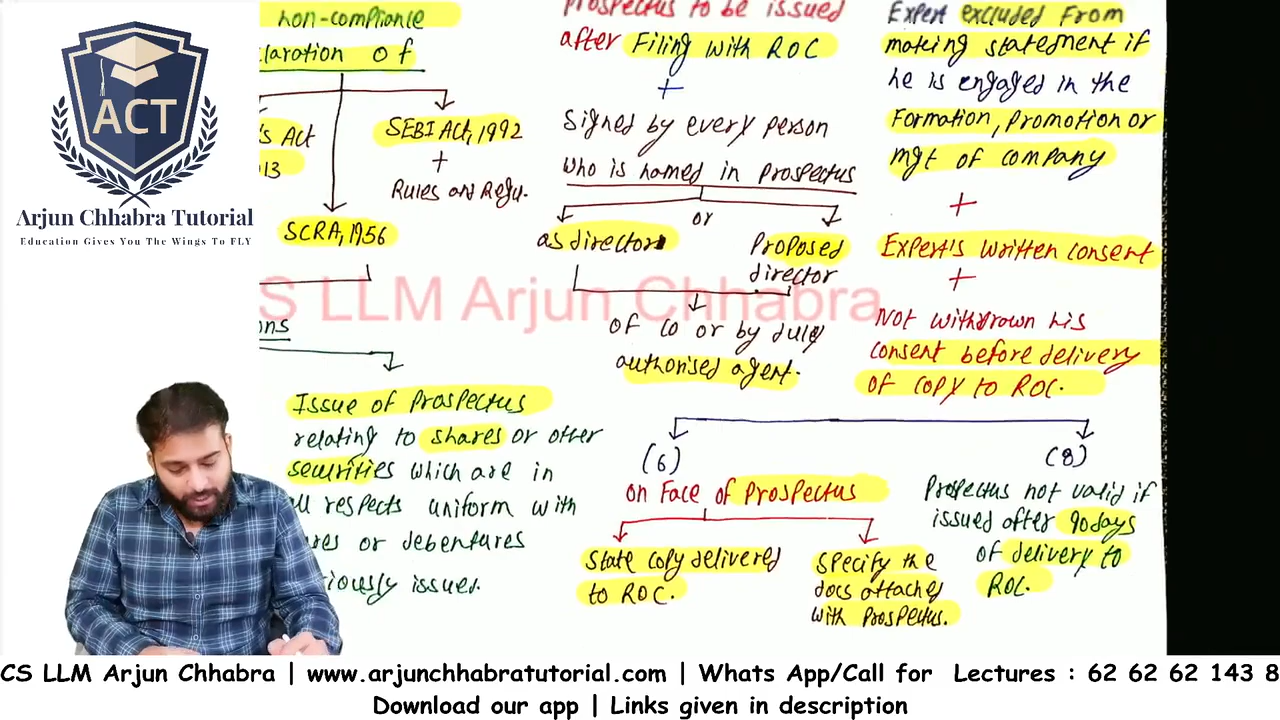 non-compliance
laration of
s Act
13
SEBI Act, 1992
+
Rules and Regu.
SCRA, 1956
ons
Issue of Prospectus
relating to shares or other
securities which are in
ll respects uniform with
res or debentures
iously issued.
Prospectus to be issued
after Filing with ROC
+
Signed by every person
who is named in Prospectus
as director
or
Proposed
director
of co or by duly
authorised agent.
Expert excluded From
making statement if
he is engaged in the
Formation, Promotion or
mgt of company
+
Expert's written consent
+
Not withdrawn his
consent before delivery
of copy to ROC.
(6)
on Face of Prospectus
State copy delivered
to ROC.
Specify the
docs attached
with Prospectus.
(8)
Prospectus not valid if
issued after 90 days
of delivery to
ROC.
ACT
Arjun Chhabra Tutorial
Education Gives You The Wings To FLY
S LLM Arjun Chhabra
CS LLM Arjun Chhabra | www.arjunchhabratutorial.com | Whats App/Call for Lectures : 62 62 62 143 8
Download our app | Links given in description